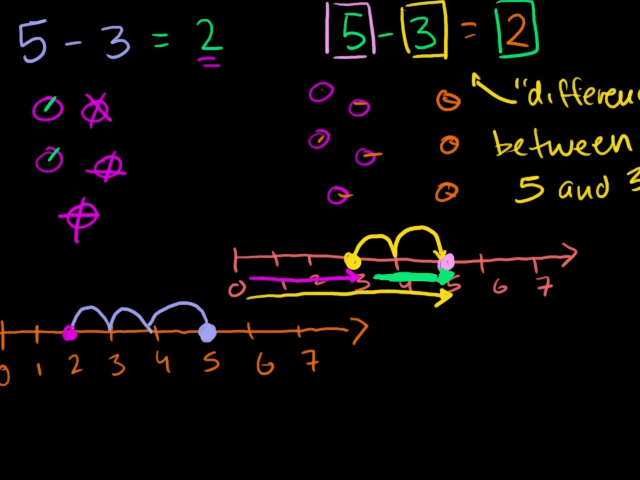 5 - 3 = 2
5 - 3 = 2
"differen
between
5 and 3
0 1 2 3 4 5 6 7
0 1 2 3 4 5 6 7